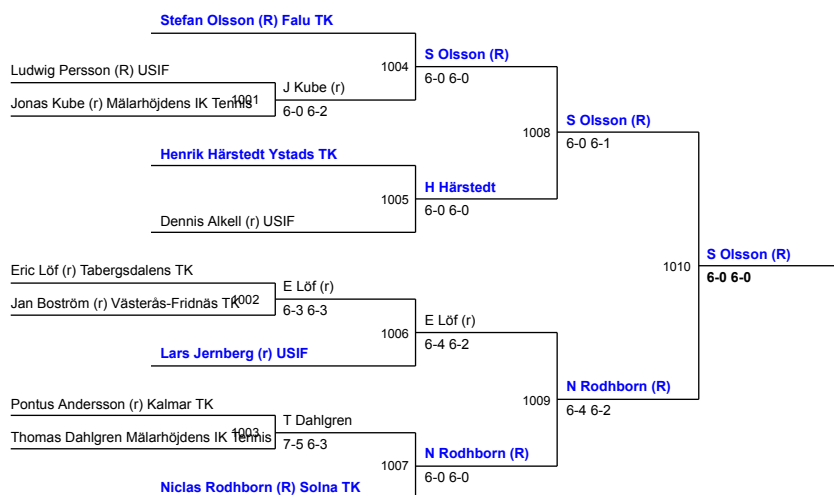 Stefan Olsson (R) Falu TK
S Olsson (R)
1004
6-0 6-0
Ludwig Persson (R) USIF
J Kube (r)
1001
Jonas Kube (r) Mälarhöjdens IK Tennis
6-0 6-2
S Olsson (R)
1008
6-0 6-1
Henrik Härstedt Ystads TK
H Härstedt
1005
6-0 6-0
Dennis Alkell (r) USIF
S Olsson (R)
1010
6-0 6-0
Eric Löf (r) Tabergsdalens TK
E Löf (r)
1002
Jan Boström (r) Västerås-Fridnäs TK
6-3 6-3
E Löf (r)
1006
6-4 6-2
Lars Jernberg (r) USIF
N Rodhborn (R)
1009
6-4 6-2
Pontus Andersson (r) Kalmar TK
T Dahlgren
1003
Thomas Dahlgren Mälarhöjdens IK Tennis
7-5 6-3
N Rodhborn (R)
1007
6-0 6-0
Niclas Rodhborn (R) Solna TK